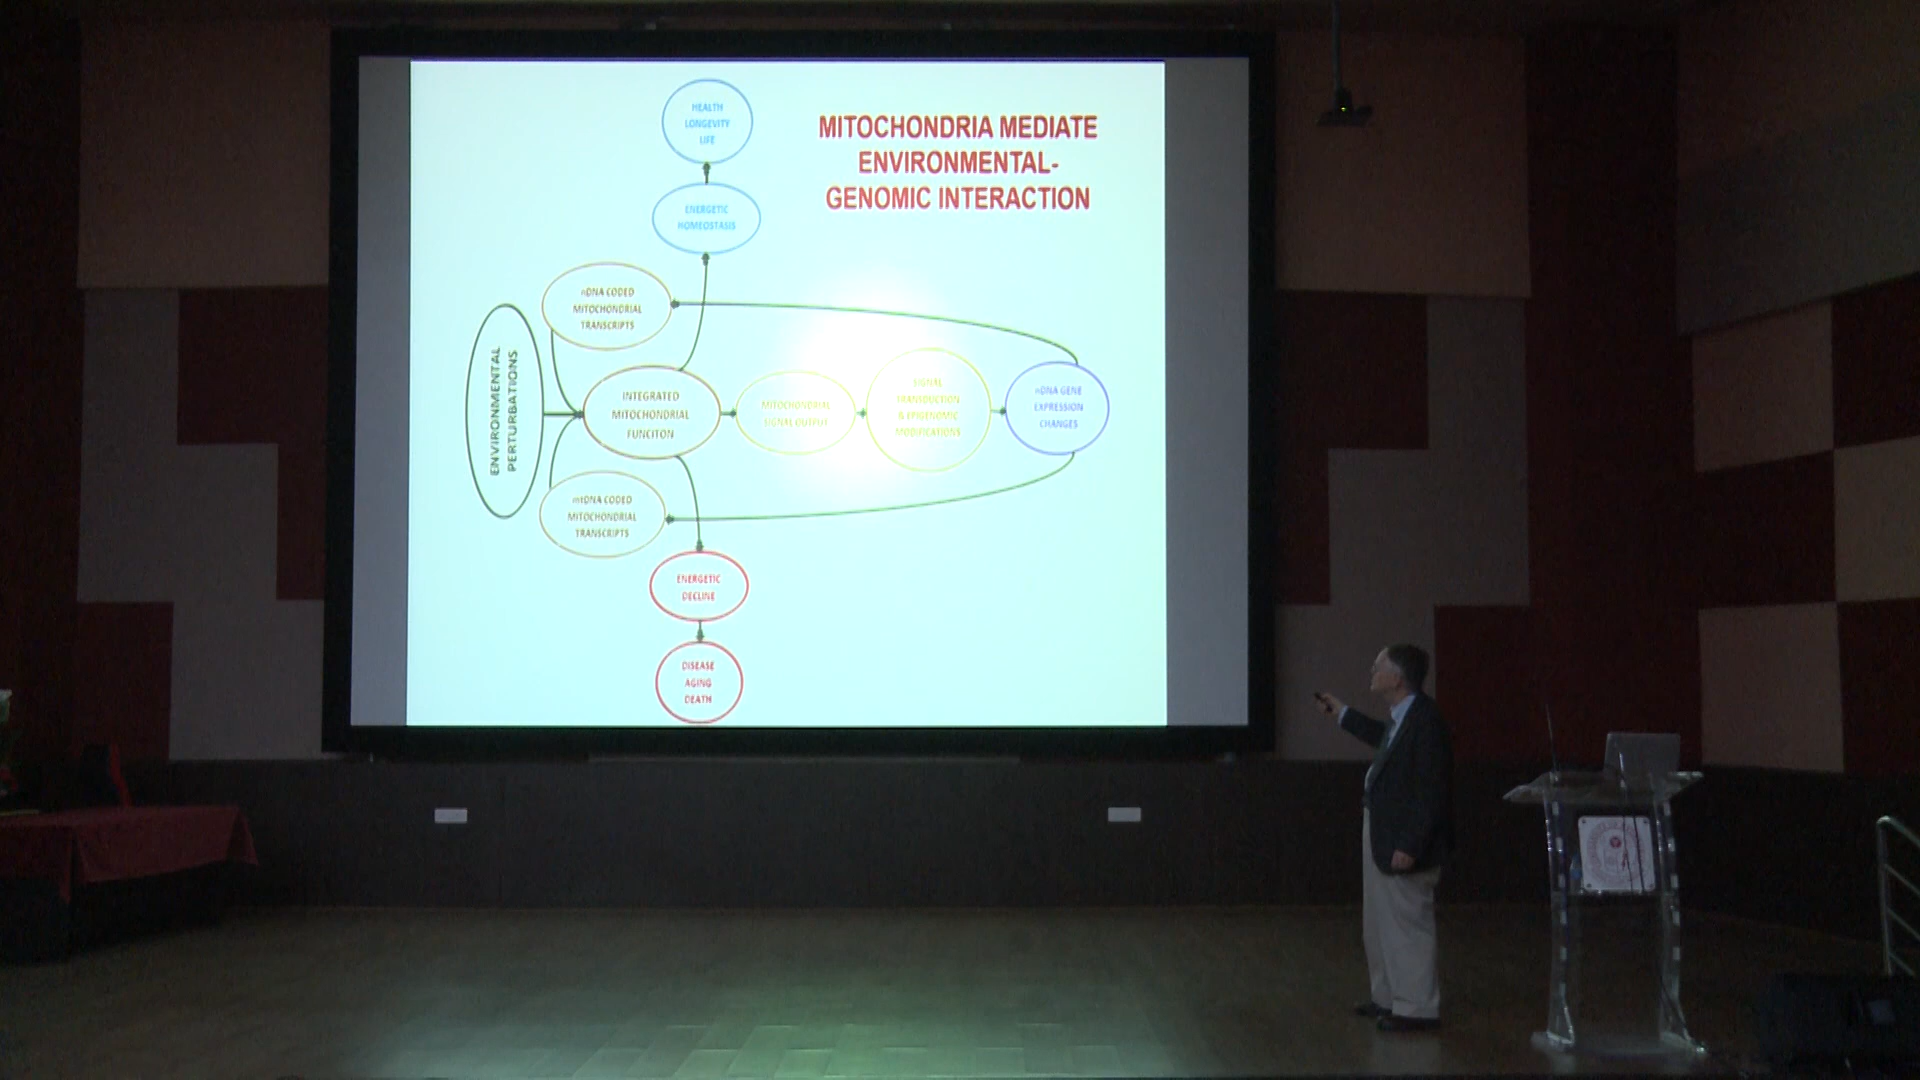 MITOCHONDRIA MEDIATE
ENVIRONMENTAL-
GENOMIC INTERACTION
HEALTH
LONGEVITY
LIFE
ENERGETIC
HOMEOSTASIS
nDNA CODED
MITOCHONDRIAL
TRANSCRIPTS
ENVIRONMENTAL
PERTURBATIONS
INTEGRATED
MITOCHONDRIAL
FUNCITON
MITOCHONDRIAL
SIGNAL OUTPUT
SIGNAL
TRANSDUCTION
& EPIGENOMIC
MODIFICATIONS
nDNA GENE
EXPRESSION
CHANGES
mtDNA CODED
MITOCHONDRIAL
TRANSCRIPTS
ENERGETIC
DECLINE
DISEASE
AGING
DEATH